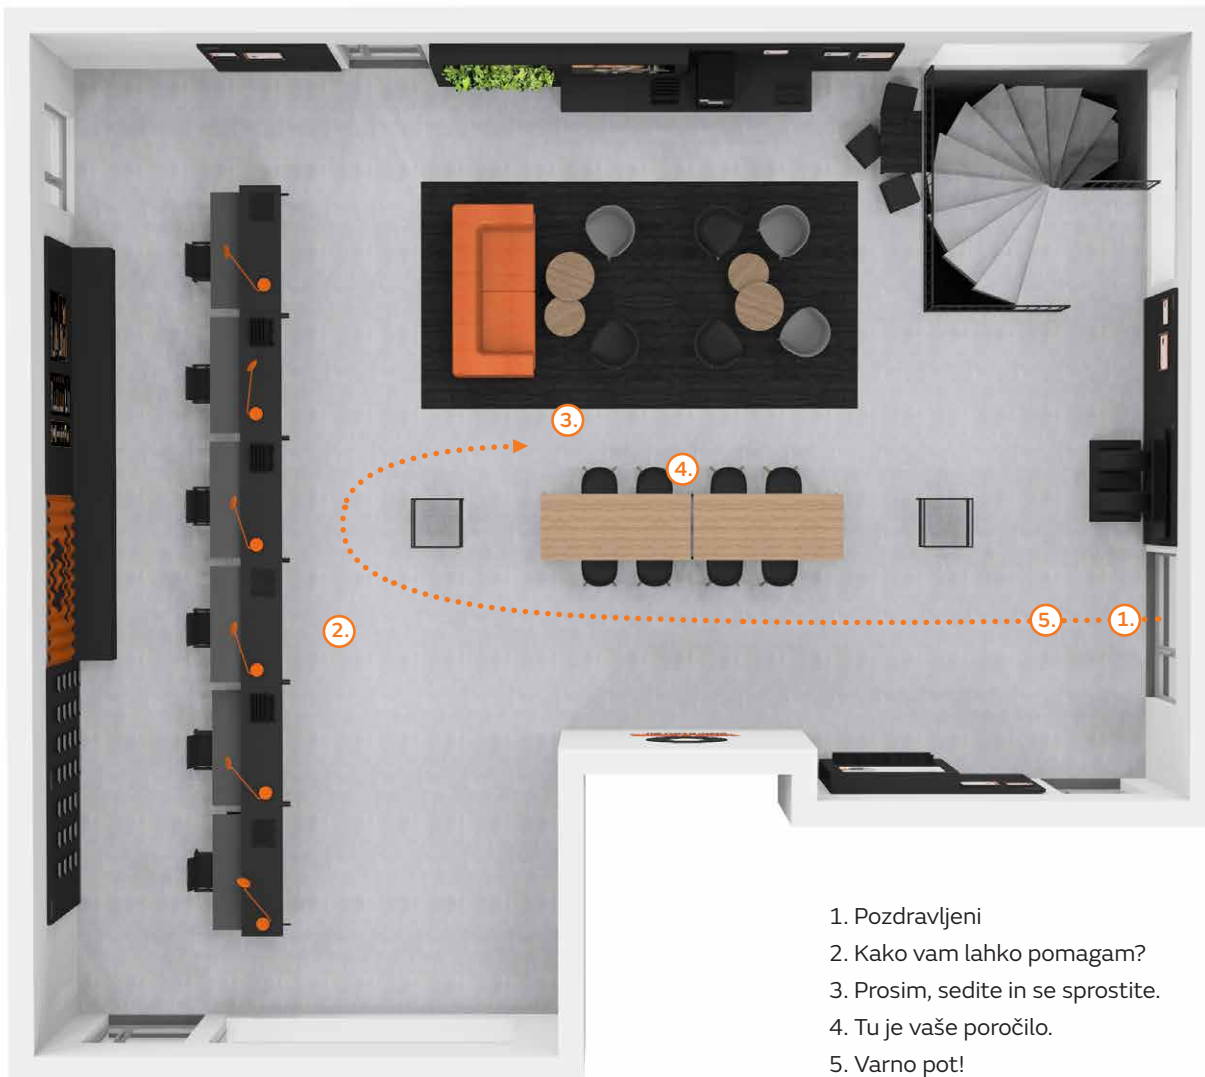 3.
4.
2.
5.
1.
1. Pozdravljeni
2. Kako vam lahko pomagam?
3. Prosim, sedite in se sprostite.
4. Tu je vaše poročilo.
5. Varno pot!